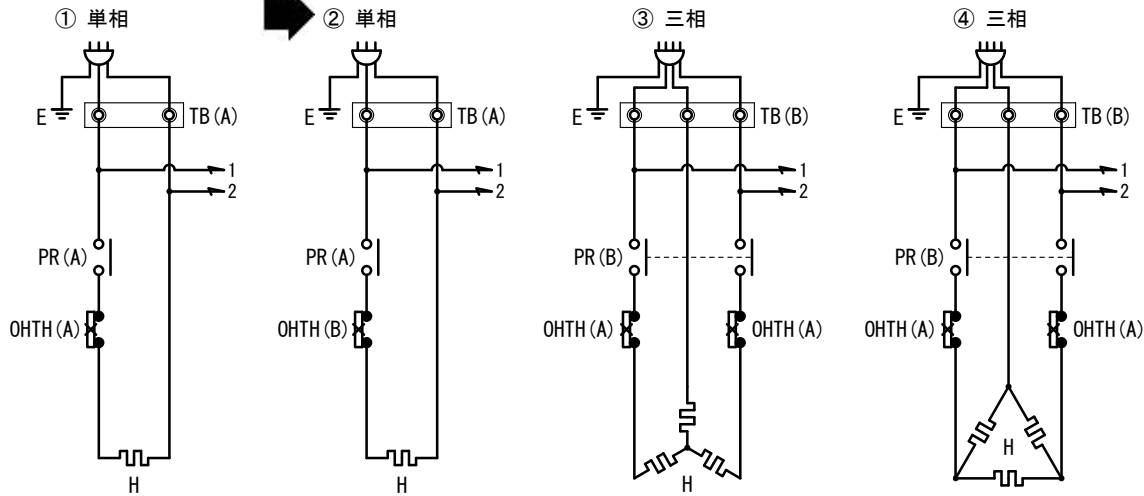 ① 単相
② 単相
③ 三相
④ 三相
E
TB(A)
E
TB(A)
E
TB(B)
E
TB(B)
1
1
1
1
2
2
2
2
PR(A)
PR(A)
PR(B)
PR(B)
OHTH(A)
OHTH(B)
OHTH(A)
OHTH(A)
OHTH(A)
OHTH(A)
H
H
H
H